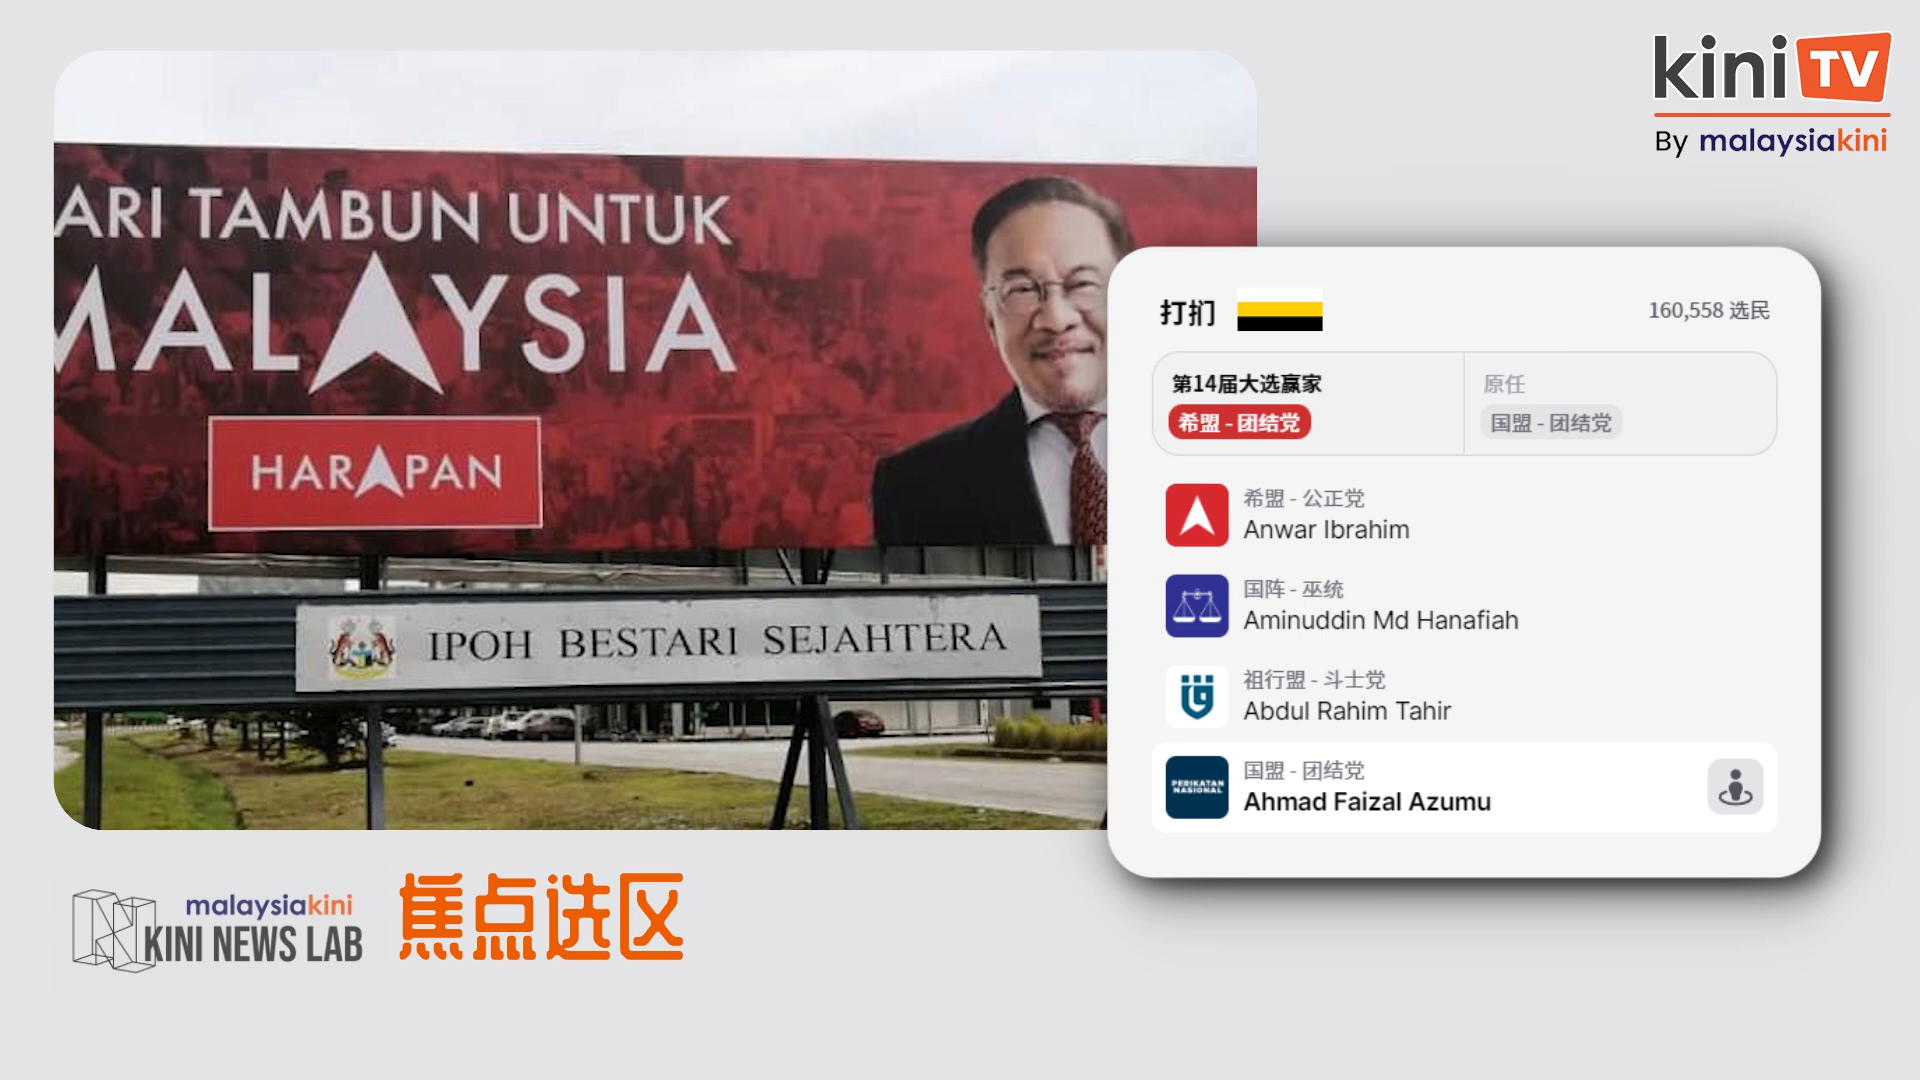 kini TV
By malaysiakini
ARI TAMBUN UNTUK
MALAYSIA
HARAPAN
IPOH BESTARI SEJAHTERA
打扪
160,558 选民
第14届大选赢家
希盟 - 团结党
原任
国盟 - 团结党
希盟 - 公正党
Anwar Ibrahim
国阵 - 巫统
Aminuddin Md Hanafiah
祖行盟 - 斗士党
Abdul Rahim Tahir
PERIKATAN
NASIONAL
国盟 - 团结党
Ahmad Faizal Azumu
malaysiakini
KINI NEWS LAB
焦点选区